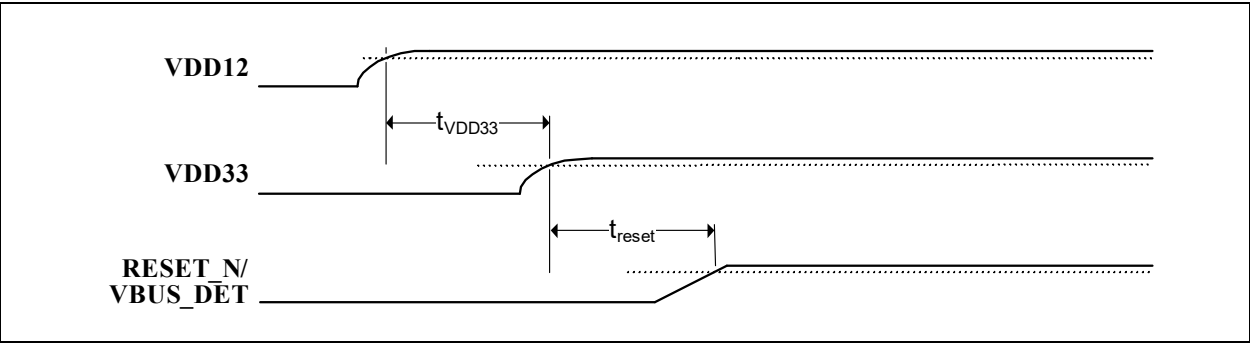 VDD12
tVDD33
VDD33
treset
RESET_N/
VBUS_DET